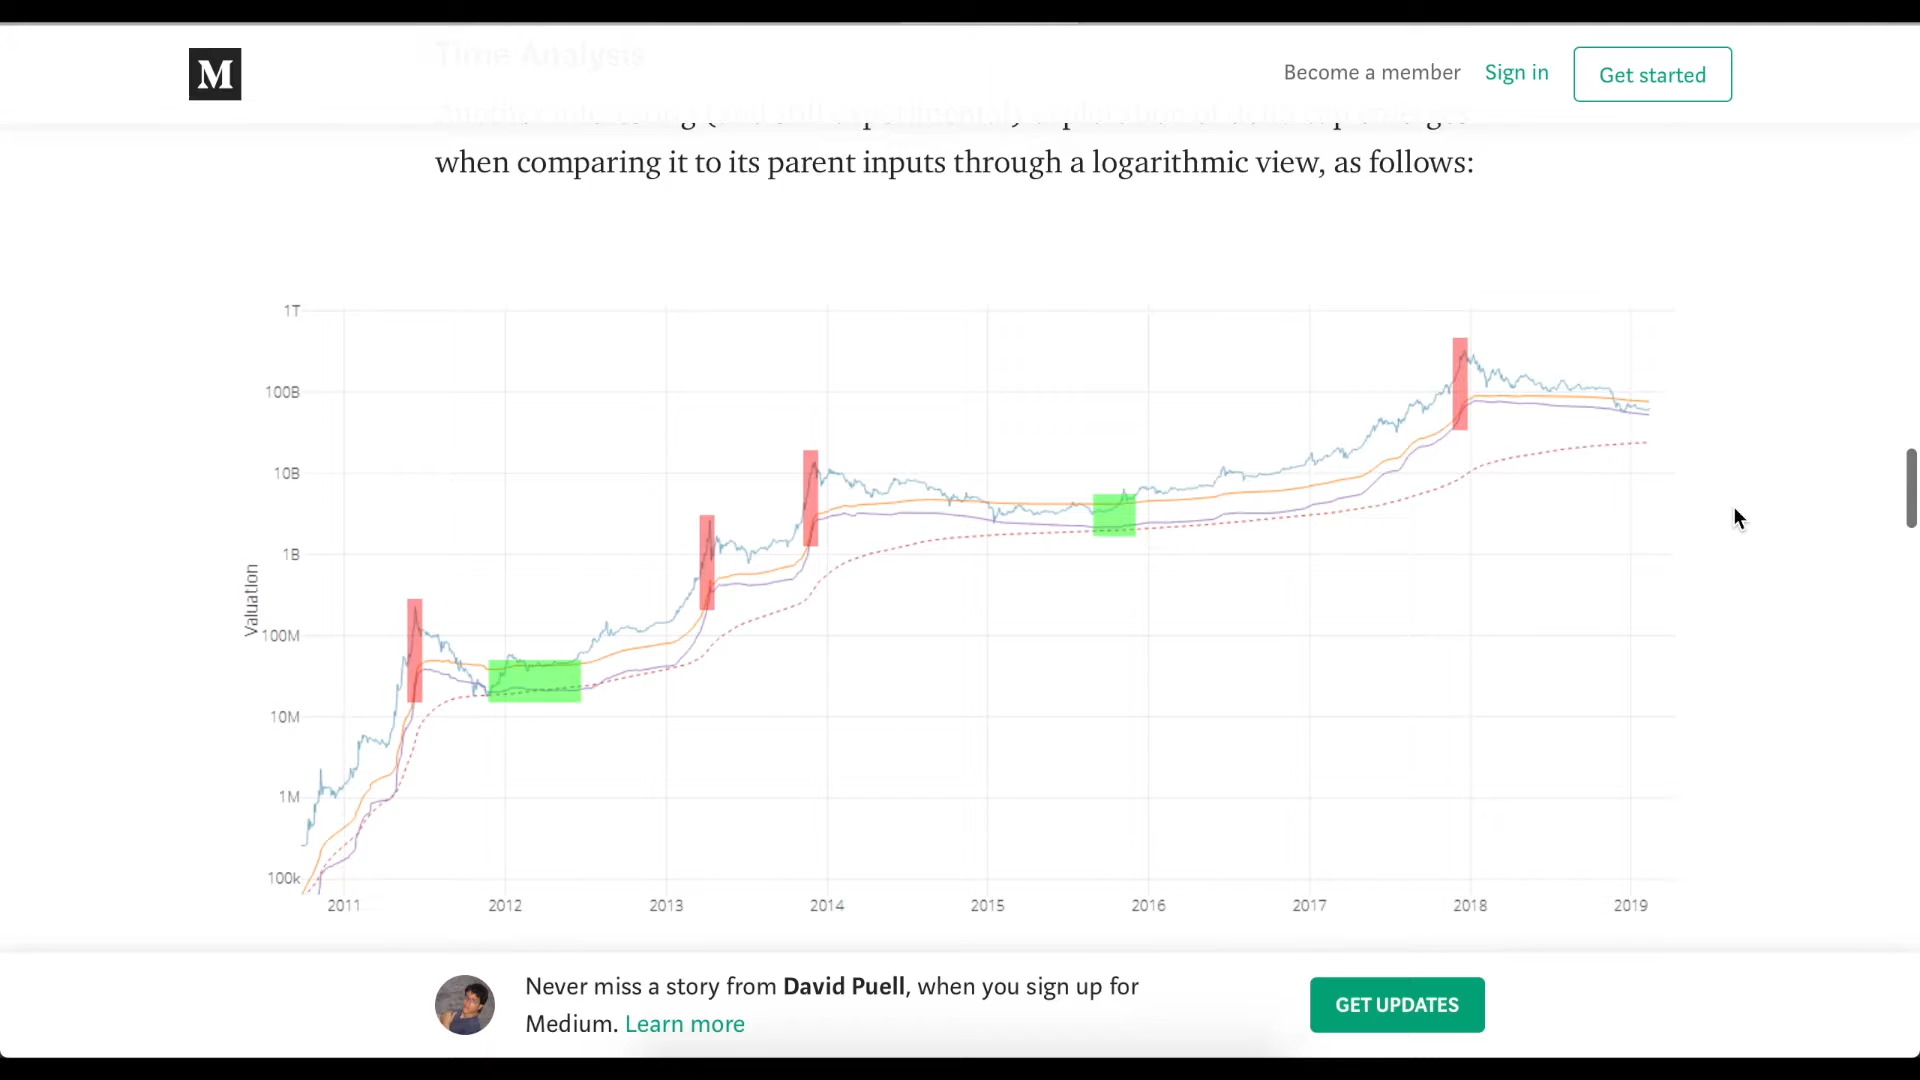 Time Analysis
M
Become a member
Sign in
Get started
when comparing it to its parent inputs through a logarithmic view, as follows:
1T
100B
10B
1B
100M
10M
1M
100k
Valuation
2011 2012 2013 2014 2015 2016 2017 2018 2019
Never miss a story from David Puell, when you sign up for
Medium. Learn more
GET UPDATES